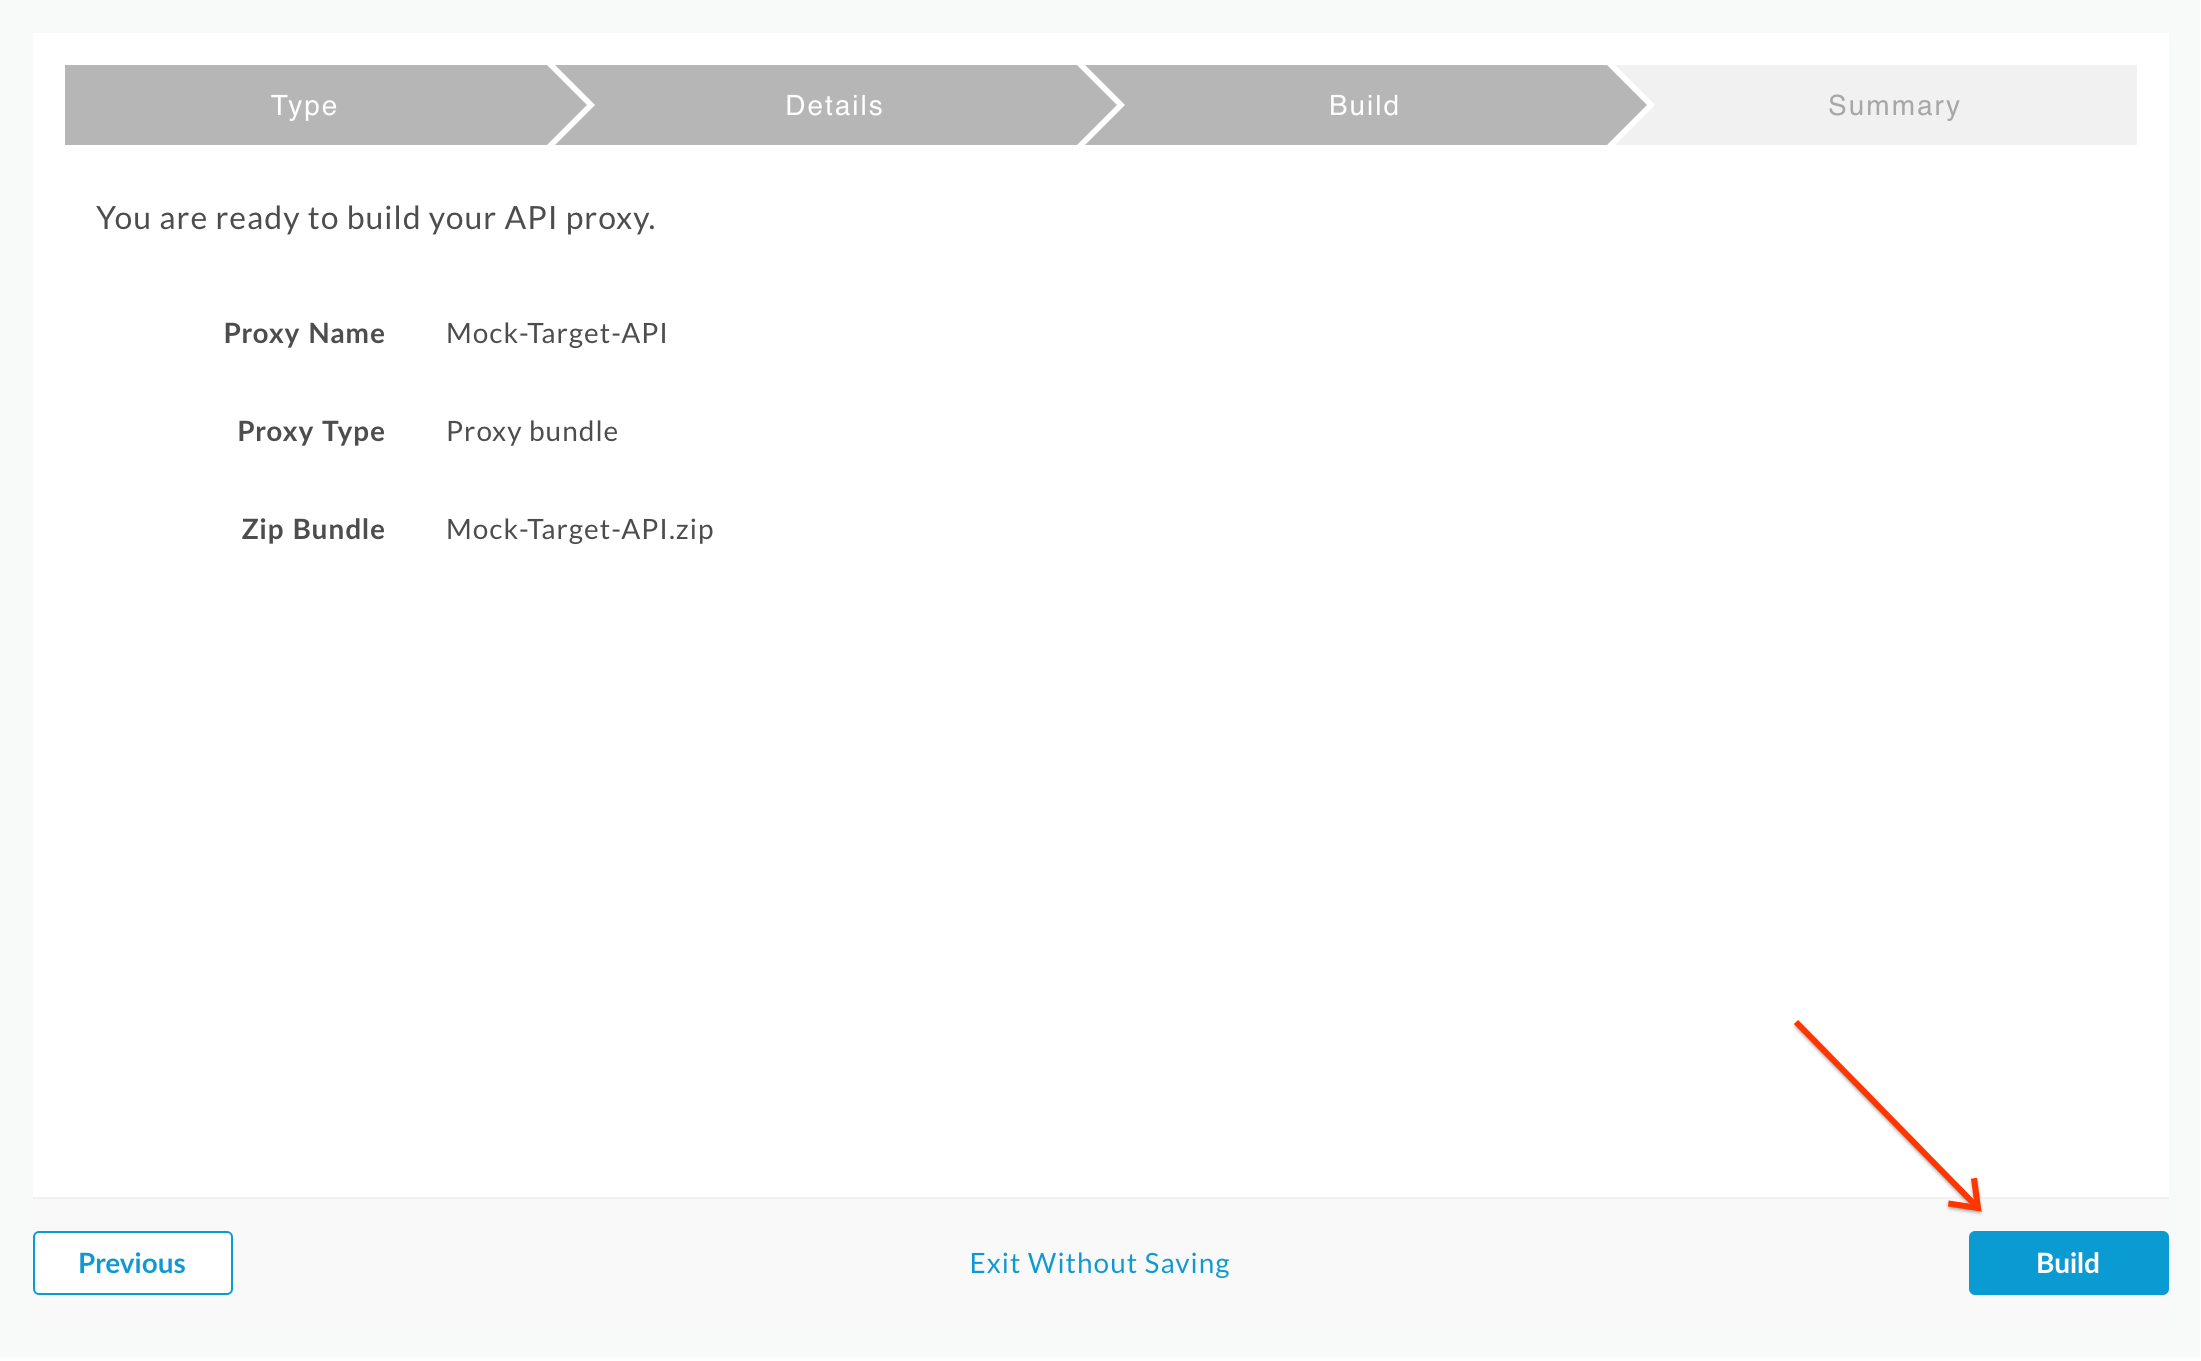 Type Details Build Summary
You are ready to build your API proxy.
Proxy Name Mock-Target-API
Proxy Type Proxy bundle
Zip Bundle Mock-Target-API.zip
Previous Exit Without Saving Build